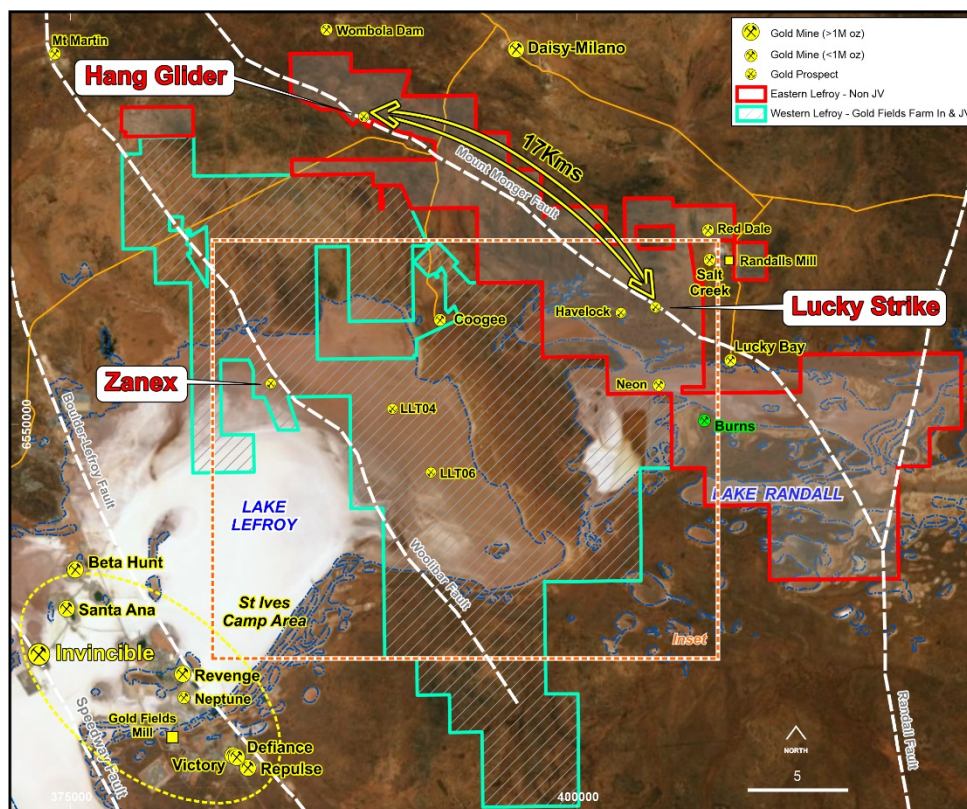 Wombola Dam
Mt Martin
Daisy-Milano
Gold Mine (>1M oz)
Gold Mine (<1M oz)
Gold Prospect
Eastern Lefroy - Non JV
Western Lefroy - Gold Fields Farm In & JV
Hang Glider
17Kms
Mount Monger Fault
Red Dale
Randalls Mill
Salt
Creek
Lucky Strike
Havelock
Coogee
Lucky Bay
Zanex
Neon
LLT04
Burns
6550000
Boulder-Lefroy Fault
LLT06
LAKE
LEFROY
LAKE RANDALL
Woolibar Fault
Beta Hunt
Santa Ana
St Ives
Camp Area
Inset
Invincible
Revenge
Neptune
Gold Fields
Mill
Speedway Fault
Defiance
Victory
Repulse
Randall Fault
NORTH
5
375000
400000